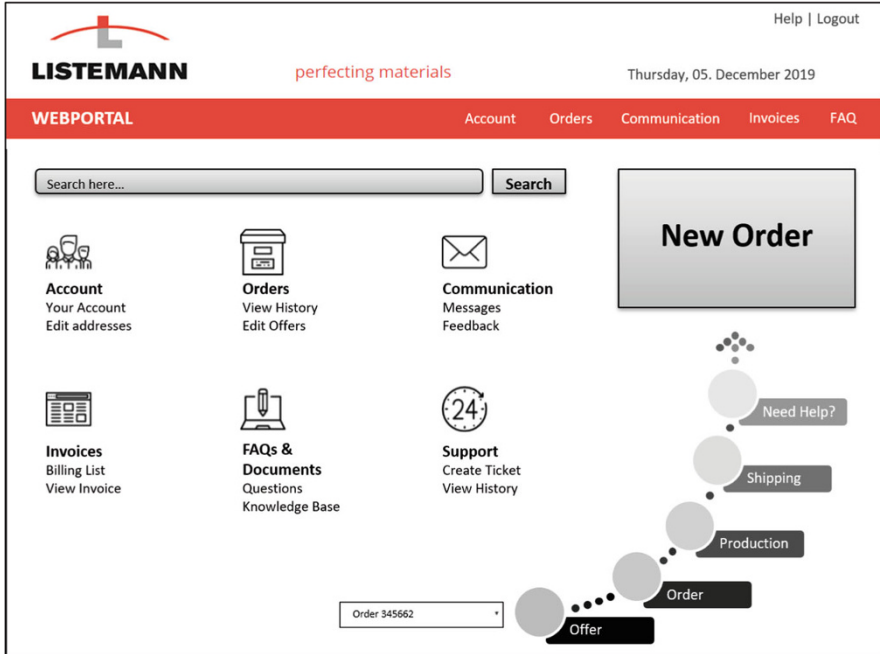 Help | Logout
LISTEMANN
perfecting materials
Thursday, 05. December 2019
WEBPORTAL
Account
Orders
Communication
Invoices
FAQ
Search here...
Search
New Order
Account
Your Account
Edit addresses
Orders
View History
Edit Offers
Communication
Messages
Feedback
Invoices
Billing List
View Invoice
FAQs &
Documents
Questions
Knowledge Base
24
Support
Create Ticket
View History
Need Help?
Shipping
Production
Order
Offer
Order 345662